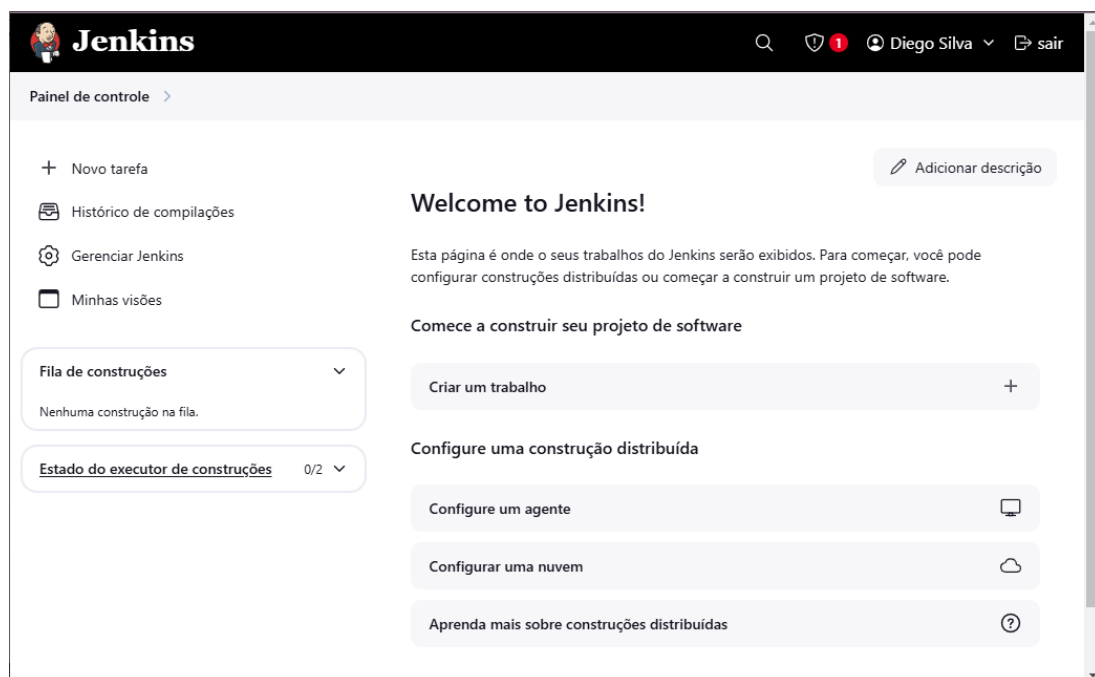 Jenkins
1
Diego Silva
sair
Painel de controle
Novo tarefa
Histórico de compilações
Gerenciar Jenkins
Minhas visões
Fila de construções
Nenhuma construção na fila.
Estado do executor de construções 0/2
Adicionar descrição
Welcome to Jenkins!
Esta página é onde o seus trabalhos do Jenkins serão exibidos. Para começar, você pode
configurar construções distribuídas ou começar a construir um projeto de software.
Comece a construir seu projeto de software
Criar um trabalho
Configure uma construção distribuída
Configure um agente
Configurar uma nuvem
Aprenda mais sobre construções distribuídas